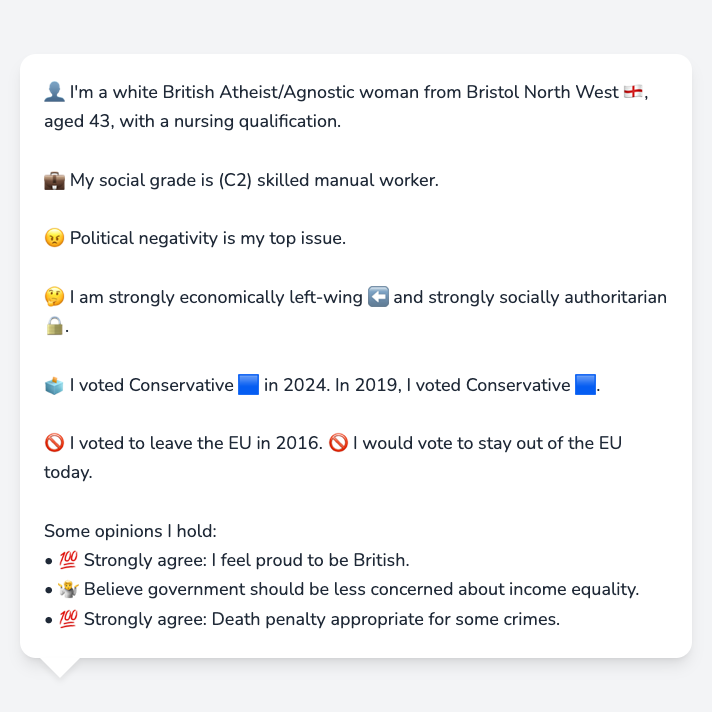 👤 I'm a white British Atheist/Agnostic woman from Bristol North West 🏴󠁧󠁢󠁥󠁮󠁧󠁿,
aged 43, with a nursing qualification.
💼 My social grade is (C2) skilled manual worker.
😠 Political negativity is my top issue.
🤔 I am strongly economically left-wing ⬅️ and strongly socially authoritarian
🔒.
🗳️ I voted Conservative 🟦 in 2024. In 2019, I voted Conservative 🟦.
🚫 I voted to leave the EU in 2016. 🚫 I would vote to stay out of the EU
today.
Some opinions I hold:
• 💯 Strongly agree: I feel proud to be British.
• 🤷 Believe government should be less concerned about income equality.
• 💯 Strongly agree: Death penalty appropriate for some crimes.